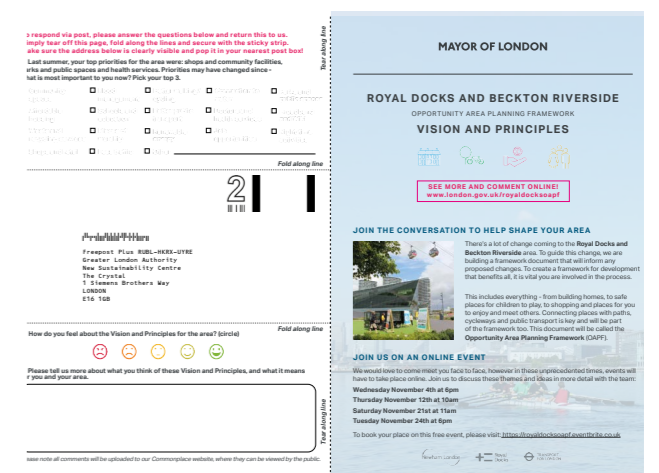 o respond via post, please answer the questions below and return this to us.
imply tear off this page, fold along the lines and secure with the sticky strip.
ake sure the address below is clearly visible and pop it in your nearest post box!
Last summer, your top priorities for the area were: shops and community facilities,
rks and public spaces and health services. Priorities may have changed since -
hat is most important to you now? Pick your top 3.
Fold along line
2
Freepost Plus RUBL-HKRX-UYRE
Greater London Authority
New Sustainability Centre
The Crystal
1 Siemens Brothers Way
LONDON
E16 1GB
Fold along line
How do you feel about the Vision and Principles for the area? (circle)
Please tell us more about what you think of these Vision and Principles, and what it means
r you and your area.
ease note all comments will be uploaded to our Commonplace website, where they can be viewed by the public.
Tear along line
Tear along line
MAYOR OF LONDON
ROYAL DOCKS AND BECKTON RIVERSIDE
OPPORTUNITY AREA PLANNING FRAMEWORK
VISION AND PRINCIPLES
SEE MORE AND COMMENT ONLINE!
www.london.gov.uk/royaldocksoapf
JOIN THE CONVERSATION TO HELP SHAPE YOUR AREA
There's a lot of change coming to the Royal Docks and
Beckton Riverside area. To guide this change, we are
building a framework document that will inform any
proposed changes. To create a framework for development
that benefits all, it is vital you are involved in the process.
This includes everything - from building homes, to safe
places for children to play, to shopping and places for you
to enjoy and meet others. Connecting places with paths,
cycleways and public transport is key and will be part
of the framework too. This document will be called the
Opportunity Area Planning Framework (OAPF).
JOIN US ON AN ONLINE EVENT
We would love to come meet you face to face, however in these unprecedented times, events will
have to take place online. Join us to discuss these themes and ideas in more detail with the team:
Wednesday November 4th at 6pm
Thursday November 12th at 10am
Saturday November 21st at 11am
Tuesday November 24th at 6pm
To book your place on this free event, please visit: https://royaldocksoapf.eventbrite.co.uk
Newham London
Royal
Docks
TRANSPORT
FOR LONDON